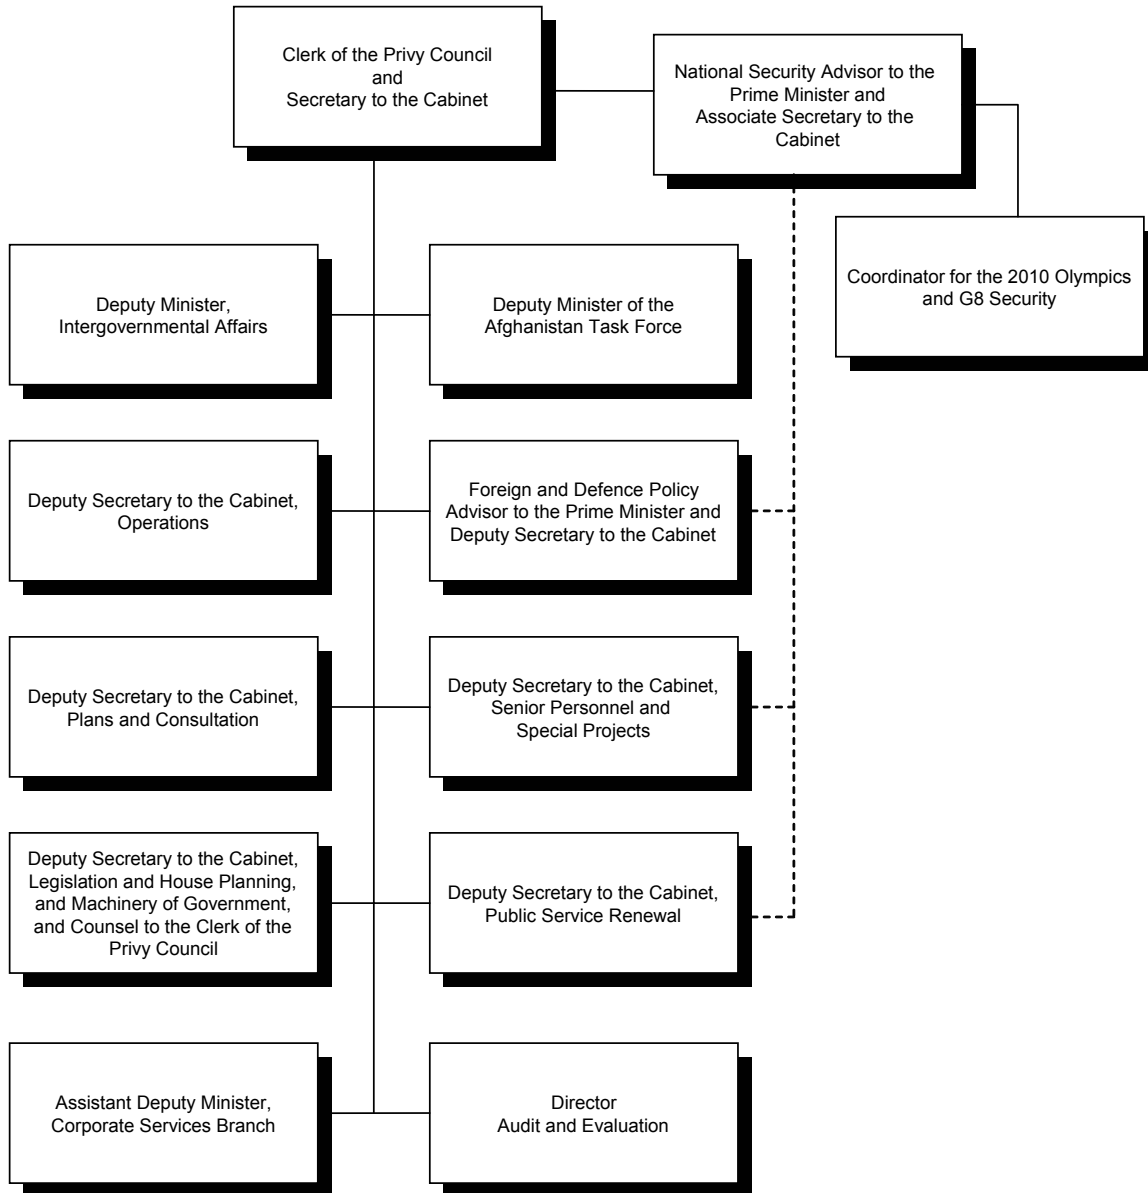 Clerk of the Privy Council
and
Secretary to the Cabinet
National Security Advisor to the
Prime Minister and
Associate Secretary to the
Cabinet
Coordinator for the 2010 Olympics
and G8 Security
Deputy Minister,
Intergovernmental Affairs
Deputy Minister of the
Afghanistan Task Force
Deputy Secretary to the Cabinet,
Operations
Foreign and Defence Policy
Advisor to the Prime Minister and
Deputy Secretary to the Cabinet
Deputy Secretary to the Cabinet,
Plans and Consultation
Deputy Secretary to the Cabinet,
Senior Personnel and
Special Projects
Deputy Secretary to the Cabinet,
Legislation and House Planning,
and Machinery of Government,
and Counsel to the Clerk of the
Privy Council
Deputy Secretary to the Cabinet,
Public Service Renewal
Assistant Deputy Minister,
Corporate Services Branch
Director
Audit and Evaluation